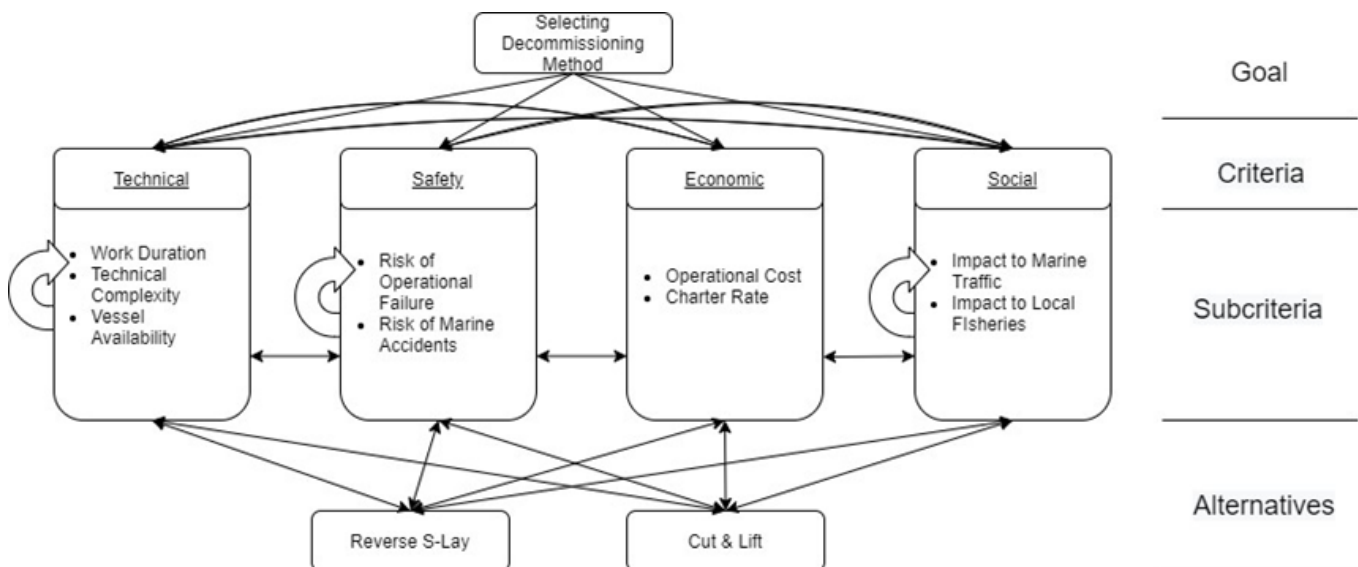 Selecting
Decommissioning
Method
Goal
Technical
Safety
Economic
Social
Criteria
Work Duration
Technical
Complexity
Vessel
Availability
Risk of
Operational
Failure
Risk of Marine
Accidents
Operational Cost
Charter Rate
Impact to Marine
Traffic
Impact to Local
FIsheries
Subcriteria
Reverse S-Lay
Cut & Lift
Alternatives